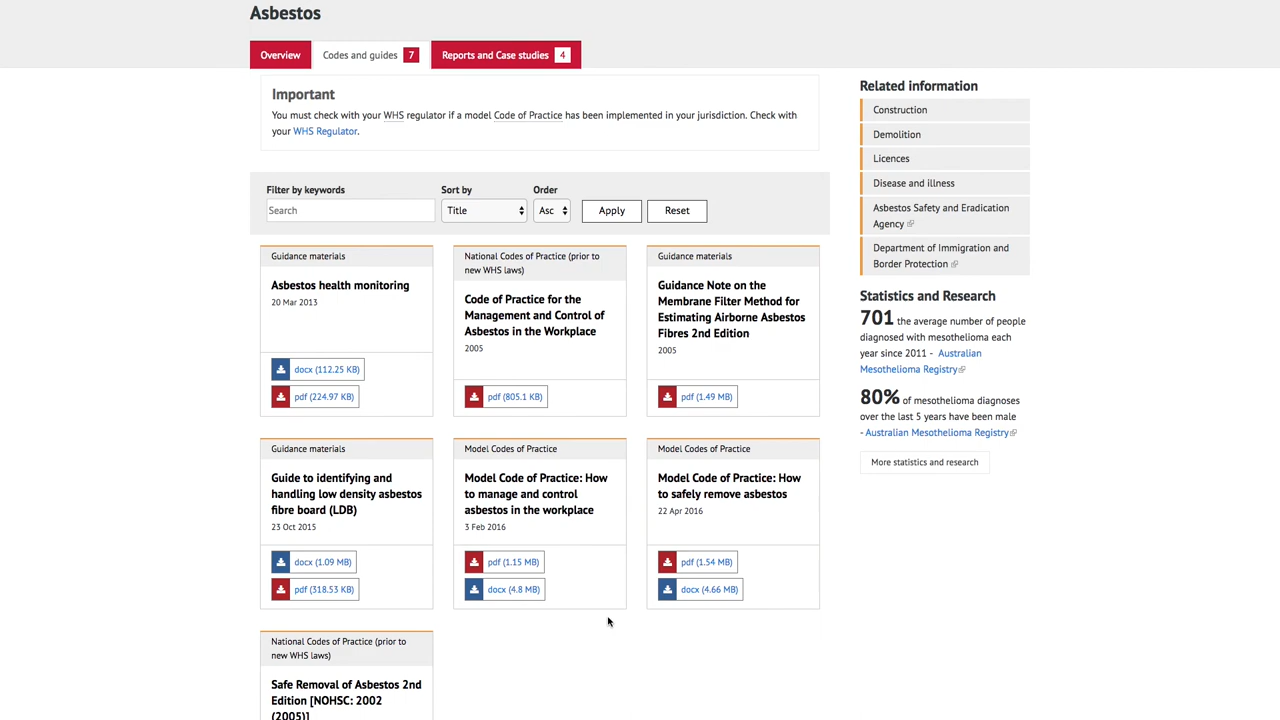 Asbestos
Overview
Codes and guides 7
Reports and Case studies 4
Important
You must check with your WHS regulator if a model Code of Practice has been implemented in your jurisdiction. Check with
your WHS Regulator.
Filter by keywords
Search
Sort by
Title
Order
Asc
Apply
Reset
Guidance materials
Asbestos health monitoring
20 Mar 2013
docx (112.25 KB)
pdf (224.97 KB)
National Codes of Practice (prior to
new WHS laws)
Code of Practice for the
Management and Control of
Asbestos in the Workplace
2005
pdf (805.1 KB)
Guidance materials
Guidance Note on the
Membrane Filter Method for
Estimating Airborne Asbestos
Fibres 2nd Edition
2005
pdf (1.49 MB)
Guidance materials
Guide to identifying and
handling low density asbestos
fibre board (LDB)
23 Oct 2015
docx (1.09 MB)
pdf (318.53 KB)
Model Codes of Practice
Model Code of Practice: How
to manage and control
asbestos in the workplace
3 Feb 2016
pdf (1.15 MB)
docx (4.8 MB)
Model Codes of Practice
Model Code of Practice: How
to safely remove asbestos
22 Apr 2016
pdf (1.54 MB)
docx (4.66 MB)
National Codes of Practice (prior to
new WHS laws)
Safe Removal of Asbestos 2nd
Edition [NOHSC: 2002
(2005)]
Related information
Construction
Demolition
Licences
Disease and illness
Asbestos Safety and Eradication
Agency
Department of Immigration and
Border Protection
Statistics and Research
701 the average number of people
diagnosed with mesothelioma each
year since 2011 - Australian
Mesothelioma Registry
80% of mesothelioma diagnoses
over the last 5 years have been male
- Australian Mesothelioma Registry
More statistics and research